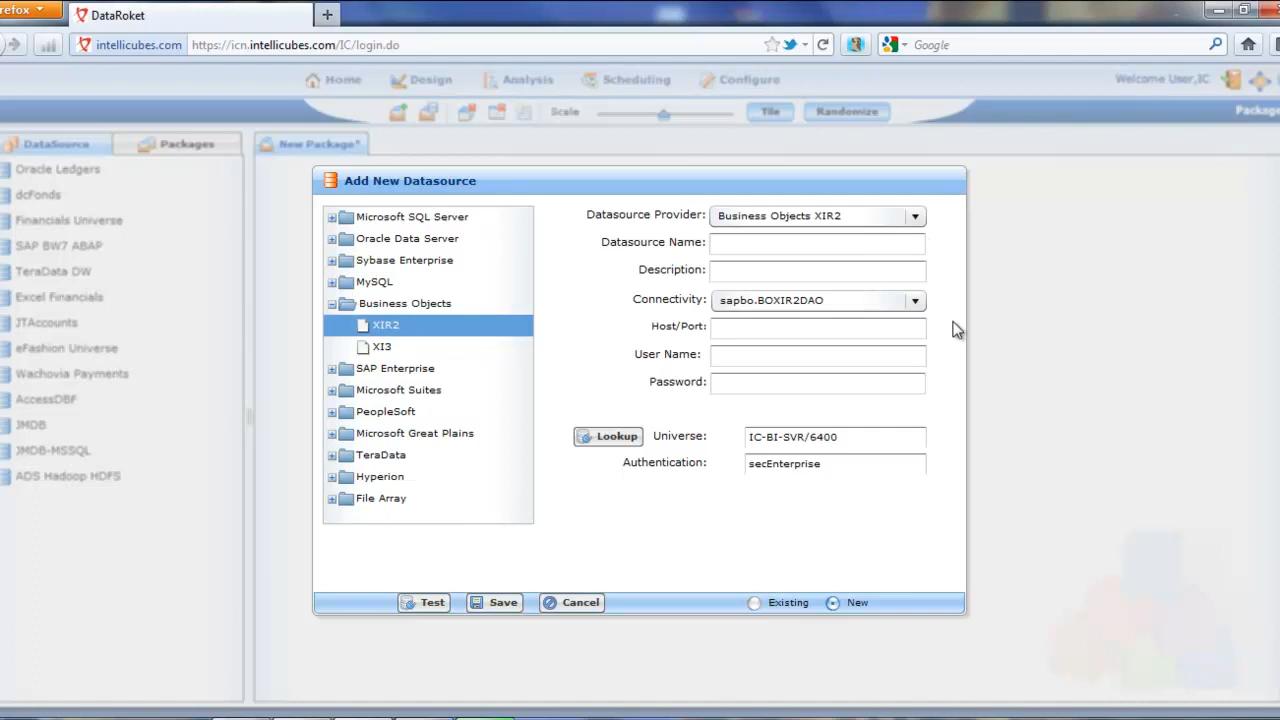 refox
DataRoket
intellicubes.com
https://icn.intellicubes.com/IC/login.do
Google
Home
Design
Analysis
Scheduling
Configure
Welcome User,IC
Scale
Tile
Randomize
Package
DataSource
Packages
New Package*
Oracle Ledgers
dcFonds
Financials Universe
SAP BW7 ABAP
TeraData DW
Excel Financials
JTAccounts
eFashion Universe
Wachovia Payments
AccessDBF
JMDB
JMDB-MSSQL
ADS Hadoop HDFS
Add New Datasource
Microsoft SQL Server
Oracle Data Server
Sybase Enterprise
MySQL
Business Objects
XIR2
XI3
SAP Enterprise
Microsoft Suites
PeopleSoft
Microsoft Great Plains
TeraData
Hyperion
File Array
Datasource Provider: Business Objects XIR2
Datasource Name:
Description:
Connectivity: sapbo.BOXIR2DAO
Host/Port:
User Name:
Password:
Lookup Universe: IC-BI-SVR/6400
Authentication: secEnterprise
Test Save Cancel Existing New